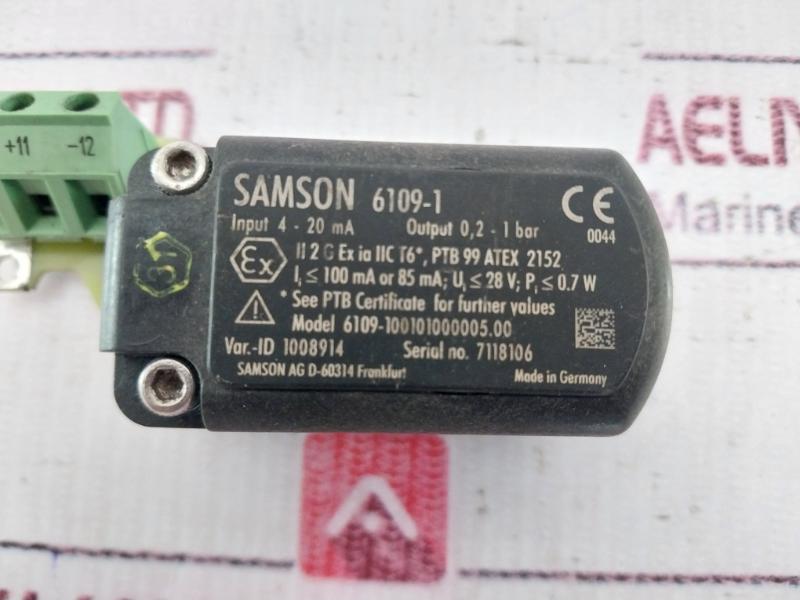 +11 -12
SAMSON 6109-1
Input 4 - 20 mA Output 0,2 - 1 bar
CE
0044
Ex
II 2 G Ex ia IIC T6*, PTB 99 ATEX 2152
Iᵢ ≤ 100 mA or 85 mA; Uᵢ ≤ 28 V; Pᵢ ≤ 0.7 W
*See PTB Certificate for further values
Model 6109-100101000005.00
Var.-ID 1008914 Serial no. 7118106
SAMSON AG D-60314 Frankfurt Made in Germany
37
AELN
Marine